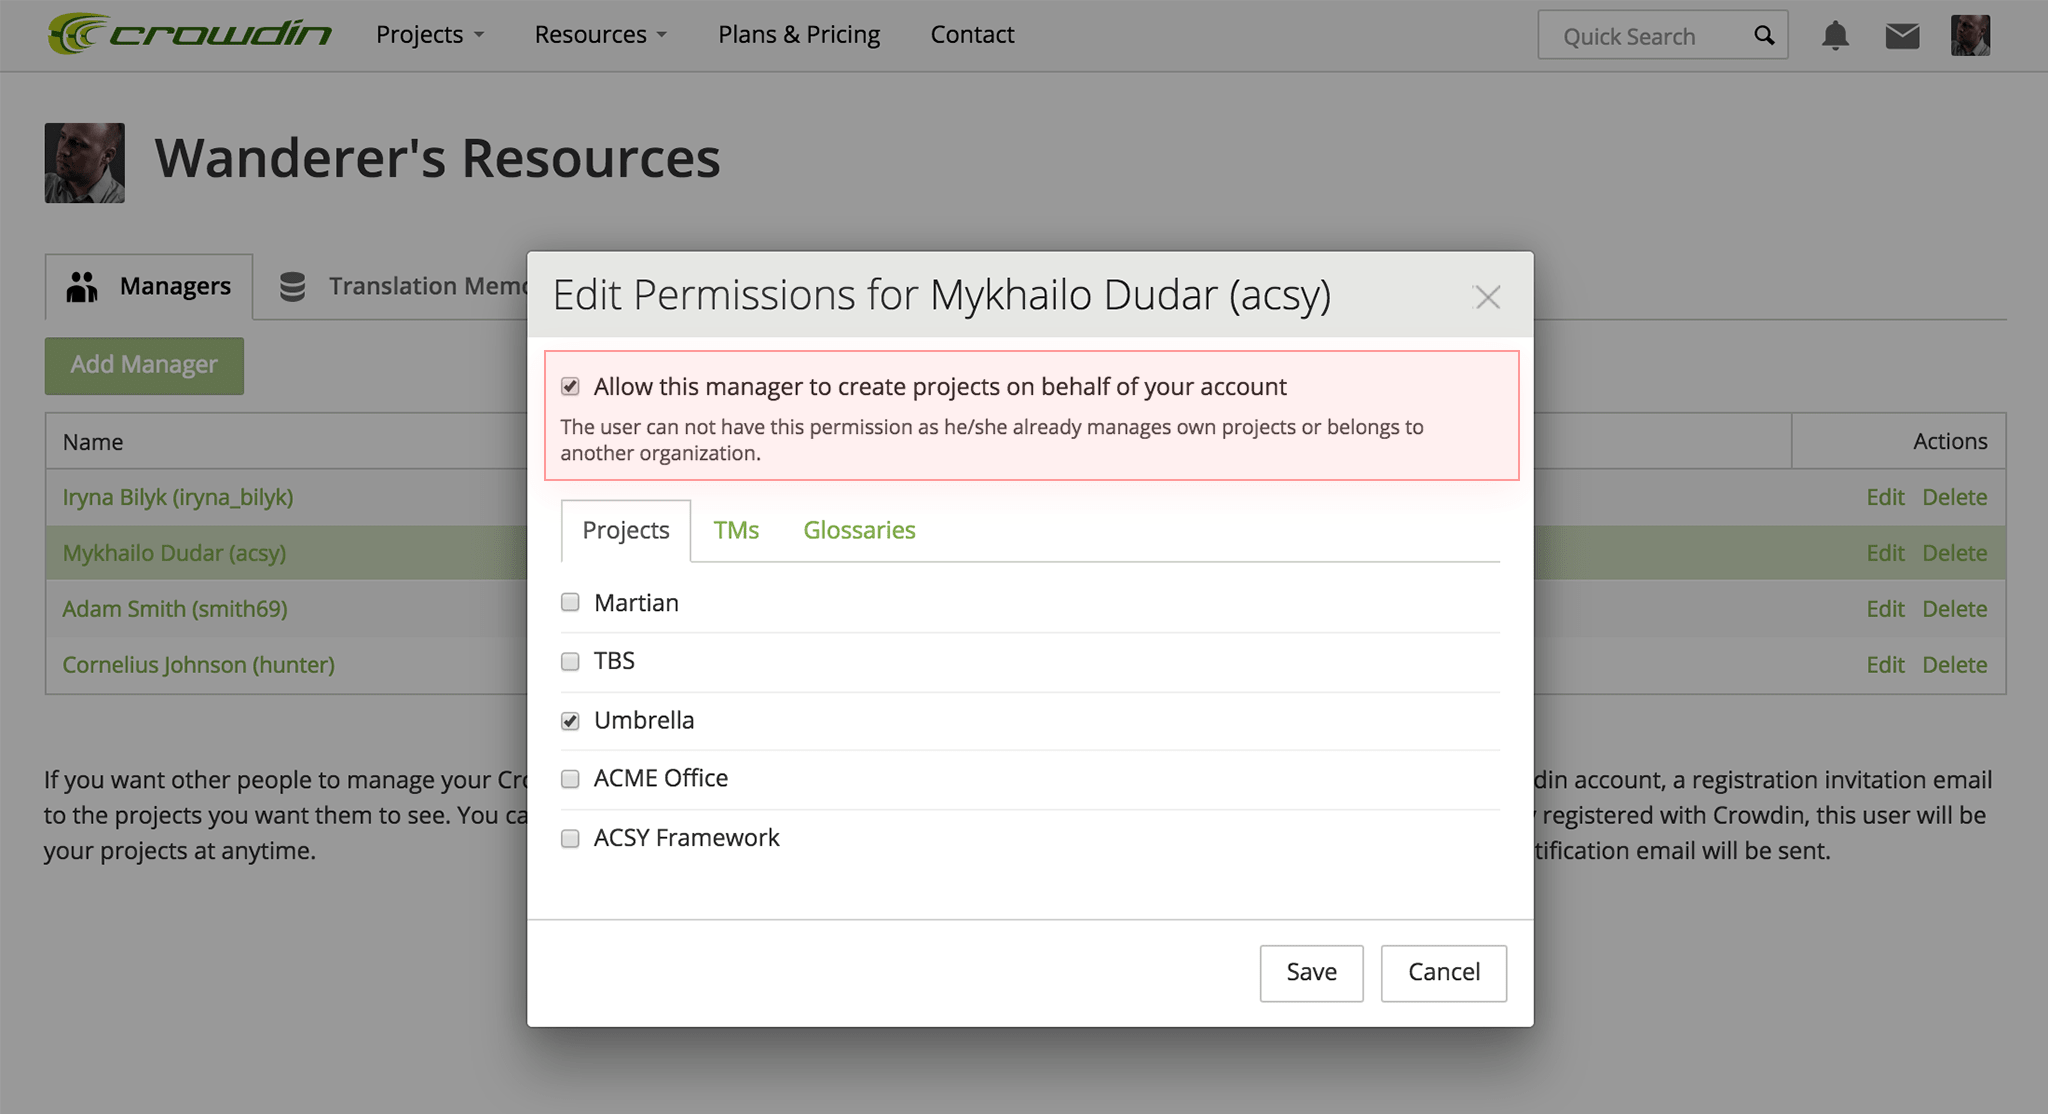 crowdin Projects Resources Plans & Pricing Contact Quick Search
Wanderer's Resources
Managers Translation Memo
Add Manager
Name Actions
Iryna Bilyk (iryna_bilyk) Edit Delete
Mykhailo Dudar (acsy) Edit Delete
Adam Smith (smith69) Edit Delete
Cornelius Johnson (hunter) Edit Delete
If you want other people to manage your Cro
to the projects you want them to see. You ca
your projects at anytime.
din account, a registration invitation email
registered with Crowdin, this user will be
tification email will be sent.
Edit Permissions for Mykhailo Dudar (acsy)
Allow this manager to create projects on behalf of your account
The user can not have this permission as he/she already manages own projects or belongs to
another organization.
Projects TMs Glossaries
Martian
TBS
Umbrella
ACME Office
ACSY Framework
Save Cancel